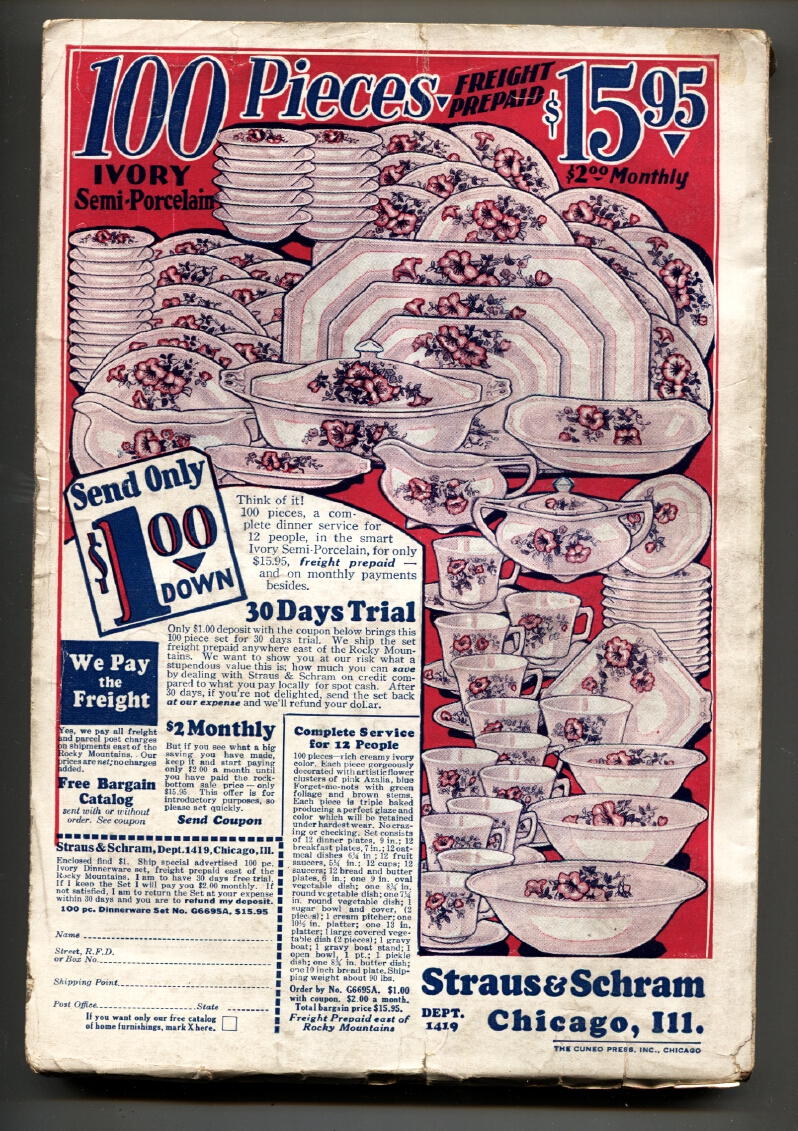 100 Pieces FREIGHT PREPAID $15.95
IVORY
Semi-Porcelain
$2.00 Monthly
Send Only
$1.00
DOWN
Think of it!
100 pieces, a com-
plete dinner service for
12 people, in the smart
Ivory Semi-Porcelain, for only
$15.95, freight prepaid —
and on monthly payments
besides.
30 Days Trial
Only $1.00 deposit with the coupon below brings this
100 piece set for 30 days trial. We ship the set
freight prepaid anywhere east of the Rocky Moun-
tains. We want to show you at our risk what a
stupendous value this is; how much you can save
by dealing with Straus & Schram on credit com-
pared to what you pay locally for spot cash. After
30 days, if you're not delighted, send the set back
at our expense and we'll refund your dollar.
We Pay
the
Freight
Yes, we pay all freight
and parcel post charges
on shipments east of the
Rocky Mountains. Our
prices are net; no charges
added.
Free Bargain
Catalog
sent with or without
order. See coupon
$2 Monthly
But if you see what a big
saving you have made,
keep it and start paying
only $2.00 a month until
you have paid the rock-
bottom sale price — only
$15.95. This offer is for
introductory purposes, so
please act quickly.
Send Coupon
Straus & Schram, Dept. 1419, Chicago, Ill.
Enclosed find $1. Ship special advertised 100 pc.
Ivory Dinnerware set, freight prepaid east of the
Rocky Mountains. I am to have 30 days free trial.
If I keep the Set I will pay you $2.00 monthly. If
not satisfied, I am to return the Set at your expense
within 30 days and you are to refund my deposit.
100 pc. Dinnerware Set No. G6695A, $15.95
Name
Street, R.F.D.
or Box No.
Shipping Point
Post Office State
If you want only our free catalog
of home furnishings, mark X here.
Complete Service
for 12 People
100 pieces—rich creamy ivory
color. Each piece gorgeously
decorated with artistic flower
clusters of pink Azalia, blue
Forget-me-nots with green
foliage and brown stems.
Each piece is triple baked
producing a perfect glaze and
color which will be retained
under hardest wear. No craz-
ing or checking. Set consists
of 12 dinner plates, 9 in.; 12
breakfast plates, 7 in.; 12 oat-
meal dishes 6¼ in; 12 fruit
saucers, 5¼ in.; 12 cups; 12
saucers; 12 bread and butter
plates, 6 in.; one 9 in. oval
vegetable dish; one 8¾ in.
round vegetable dish; one 7¾
in. round vegetable dish; 1
sugar bowl and cover, (2
pieces); 1 cream pitcher; one
10½ in. platter; one 13 in.
platter; 1 large covered vege-
table dish (2 pieces); 1 gravy
boat; 1 gravy boat stand; 1
open bowl, 1 pt.; 1 pickle
dish; one 8¾ in. butter dish;
one 10 inch bread plate. Ship-
ping weight about 90 lbs.
Order by No. G6695A. $1.00
with coupon. $2.00 a month.
Total bargain price $15.95.
Freight Prepaid east of
Rocky Mountains
Straus & Schram
DEPT.
1419
Chicago, Ill.
THE CUNEO PRESS, INC., CHICAGO